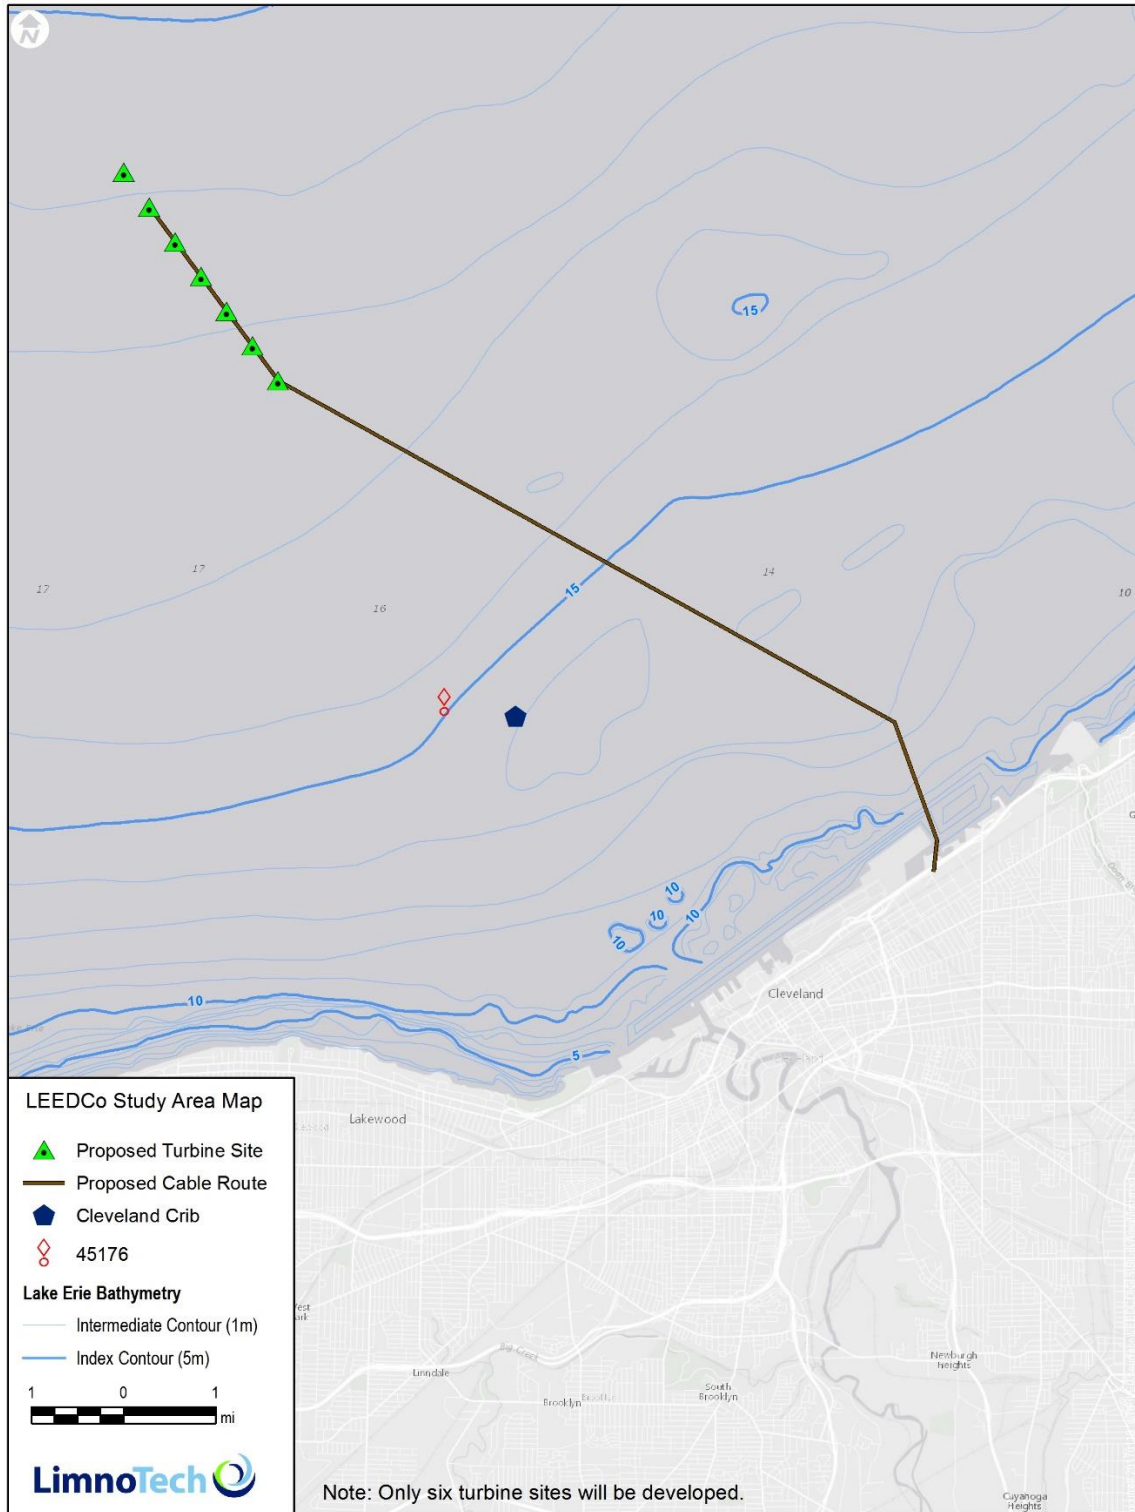 N
15
17
17
16
15
14
10
10
10
10
10
10
5
Cleveland
Lakewood
LEEDCo Study Area Map
Proposed Turbine Site
Proposed Cable Route
Cleveland Crib
45176
Lake Erie Bathymetry
Intermediate Contour (1m)
Index Contour (5m)
1 0 1
mi
LimnoTech
Big Creek
Linndale
Brooklyn
South
Brooklyn
Newburgh
Heights
Cuyahoga
Heights
Note: Only six turbine sites will be developed.